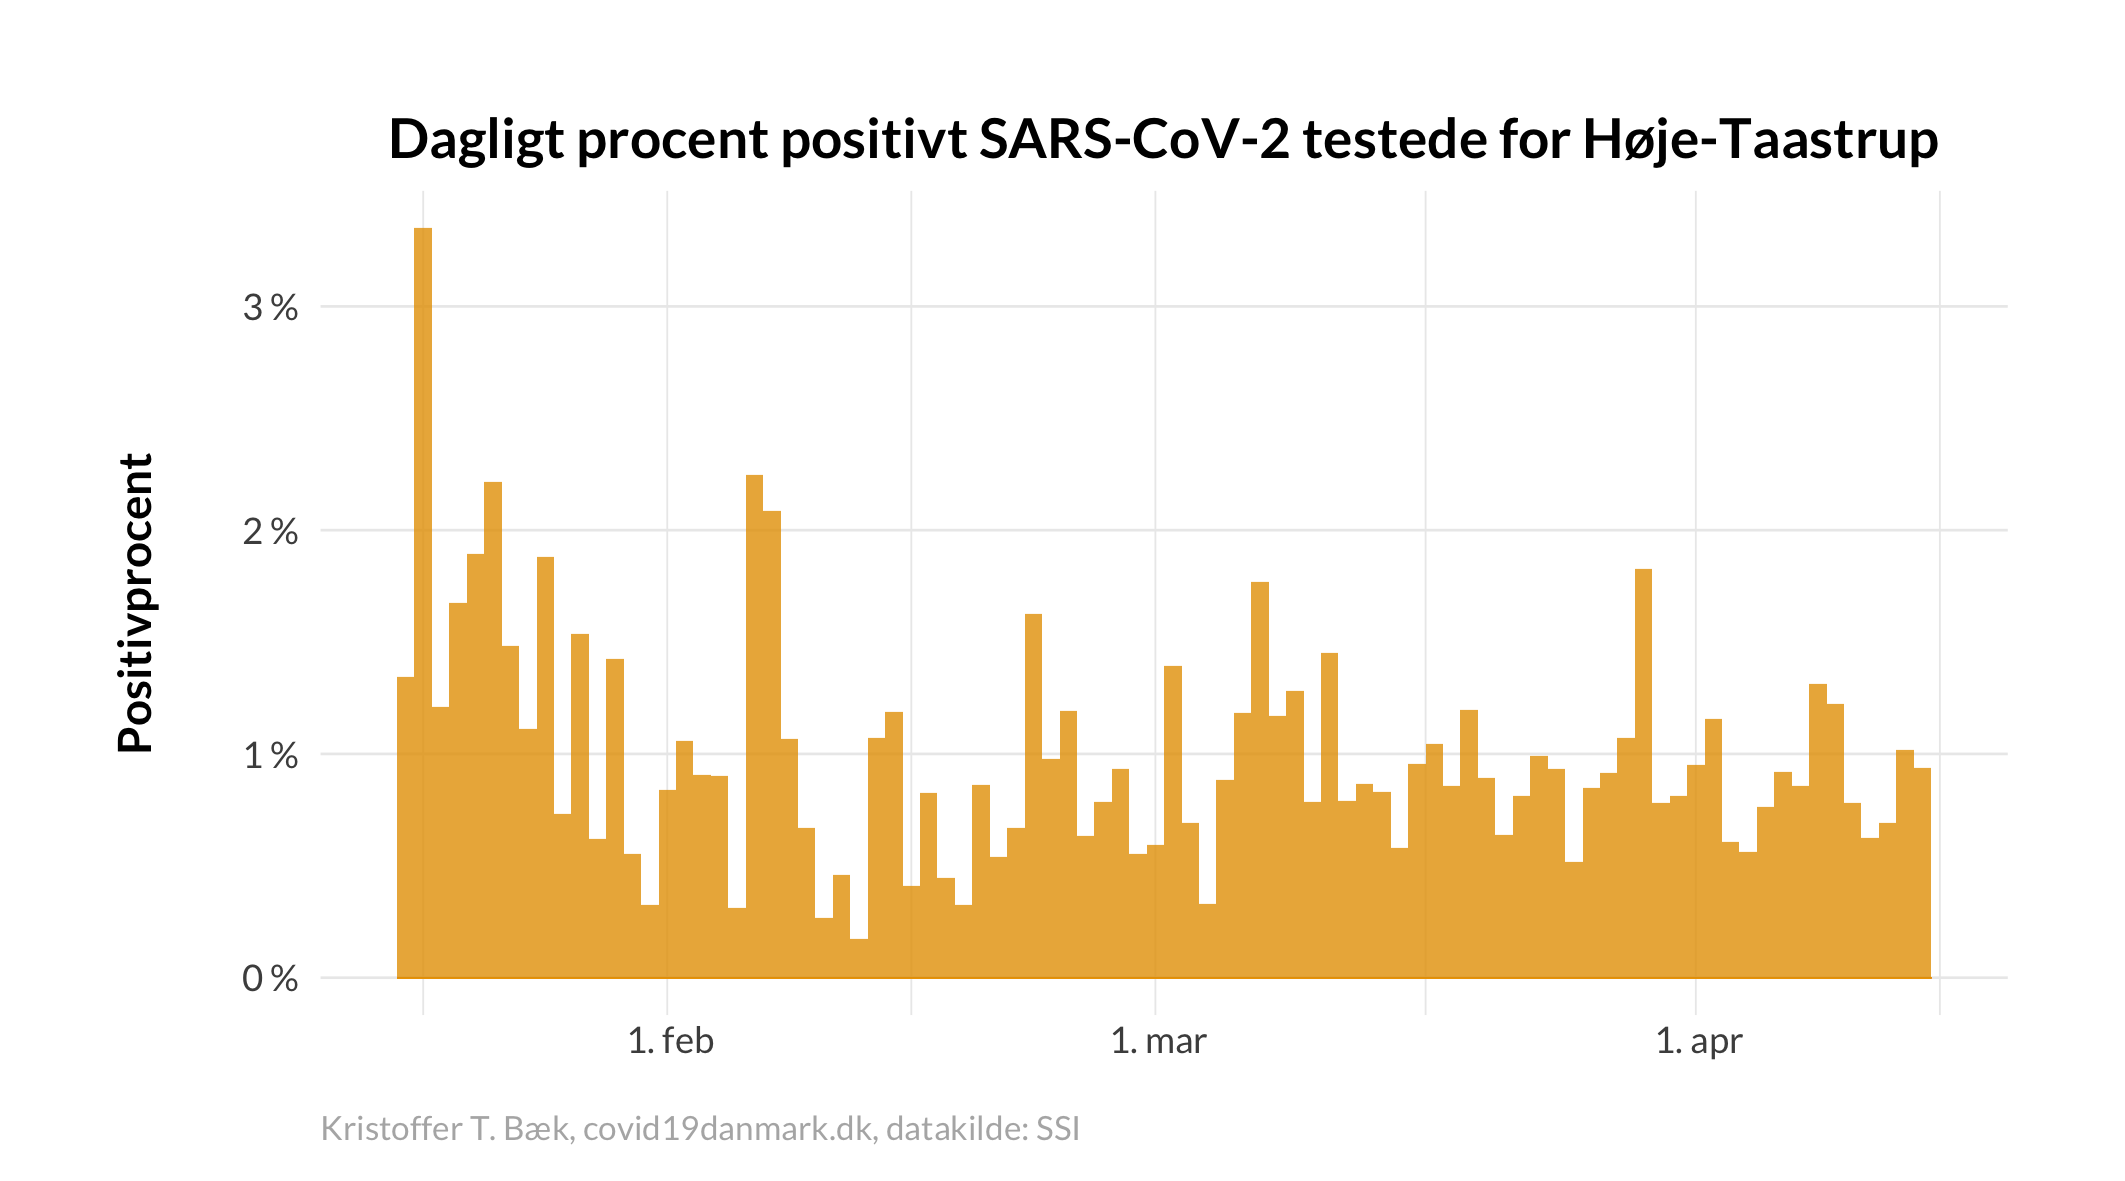 Dagligt procent positivt SARS-CoV-2 testede for Høje-Taastrup
Positivprocent
3 %
2 %
1 %
0 %
1. feb
1. mar
1. apr
Kristoffer T. Bæk, covid19danmark.dk, datakilde: SSI